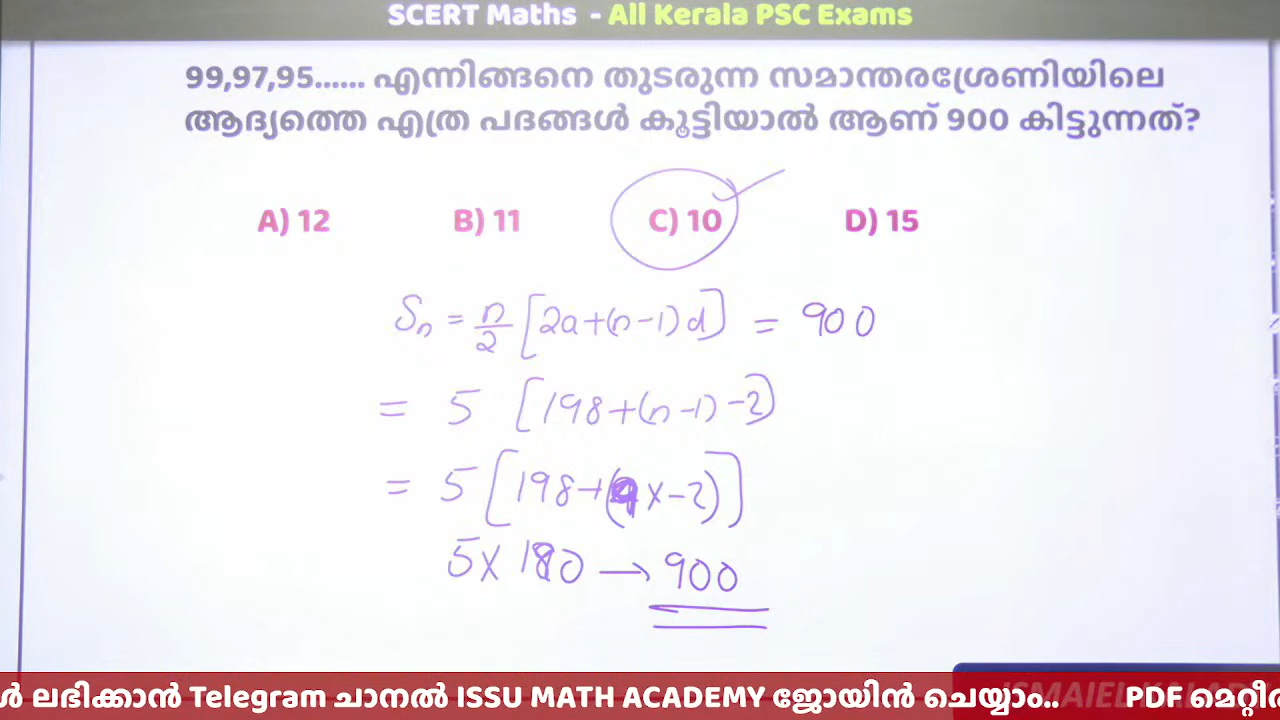 SCERT Maths - All Kerala PSC Exams
99,97,95...... എന്നിങ്ങനെ തുടരുന്ന സമാന്തരശ്രേണിയിലെ
ആദ്യത്തെ എത്ര പദങ്ങൾ കൂട്ടിയാൽ ആണ് 900 കിട്ടുന്നത്?
A) 12 B) 11 C) 10 D) 15
Sn = n/2 [2a+(n-1)d] = 900
= 5 [198+(n-1)-2]
= 5 [198+(9x-2)]
5x 180 → 900
ൾ ലഭിക്കാൻ Telegram ചാനൽ ISSU MATH ACADEMY ജോയിൻ ചെയ്യാം.. PDF